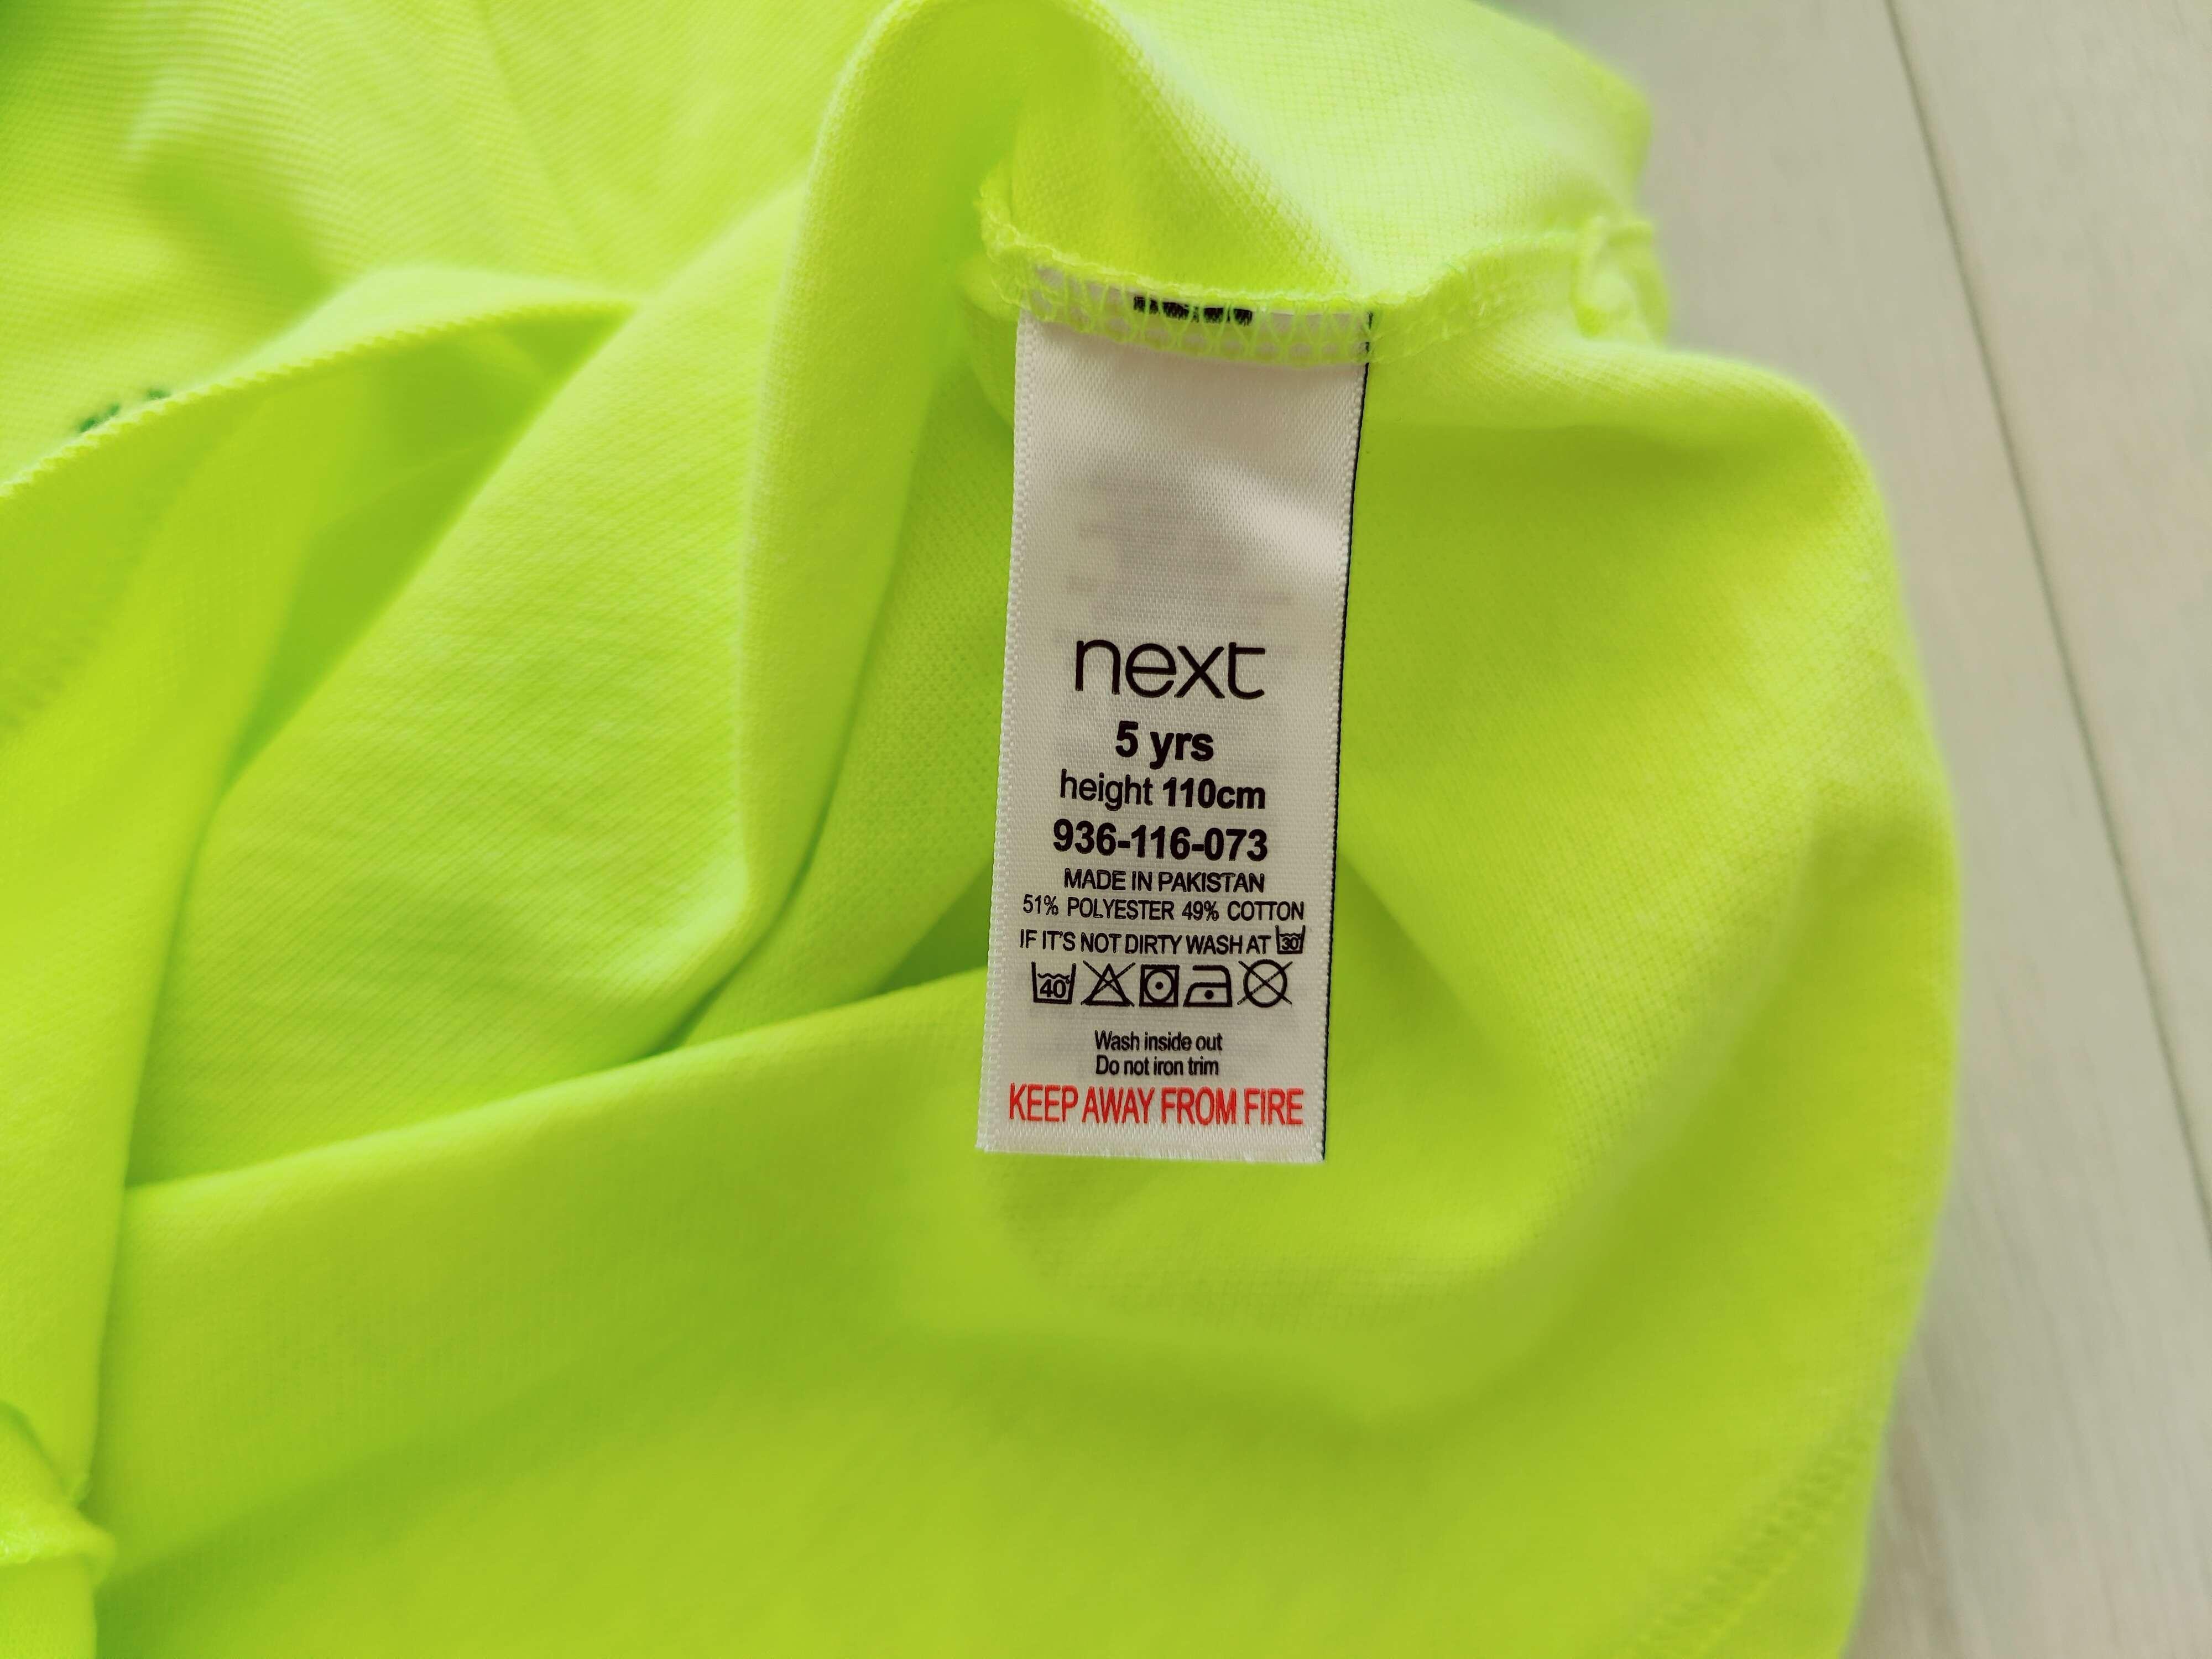 next
5 yrs
height 110cm
936-116-073
MADE IN PAKISTAN
51% POLYESTER 49% COTTON
IF IT'S NOT DIRTY WASH AT 30
40
Wash inside out
Do not iron trim
KEEP AWAY FROM FIRE